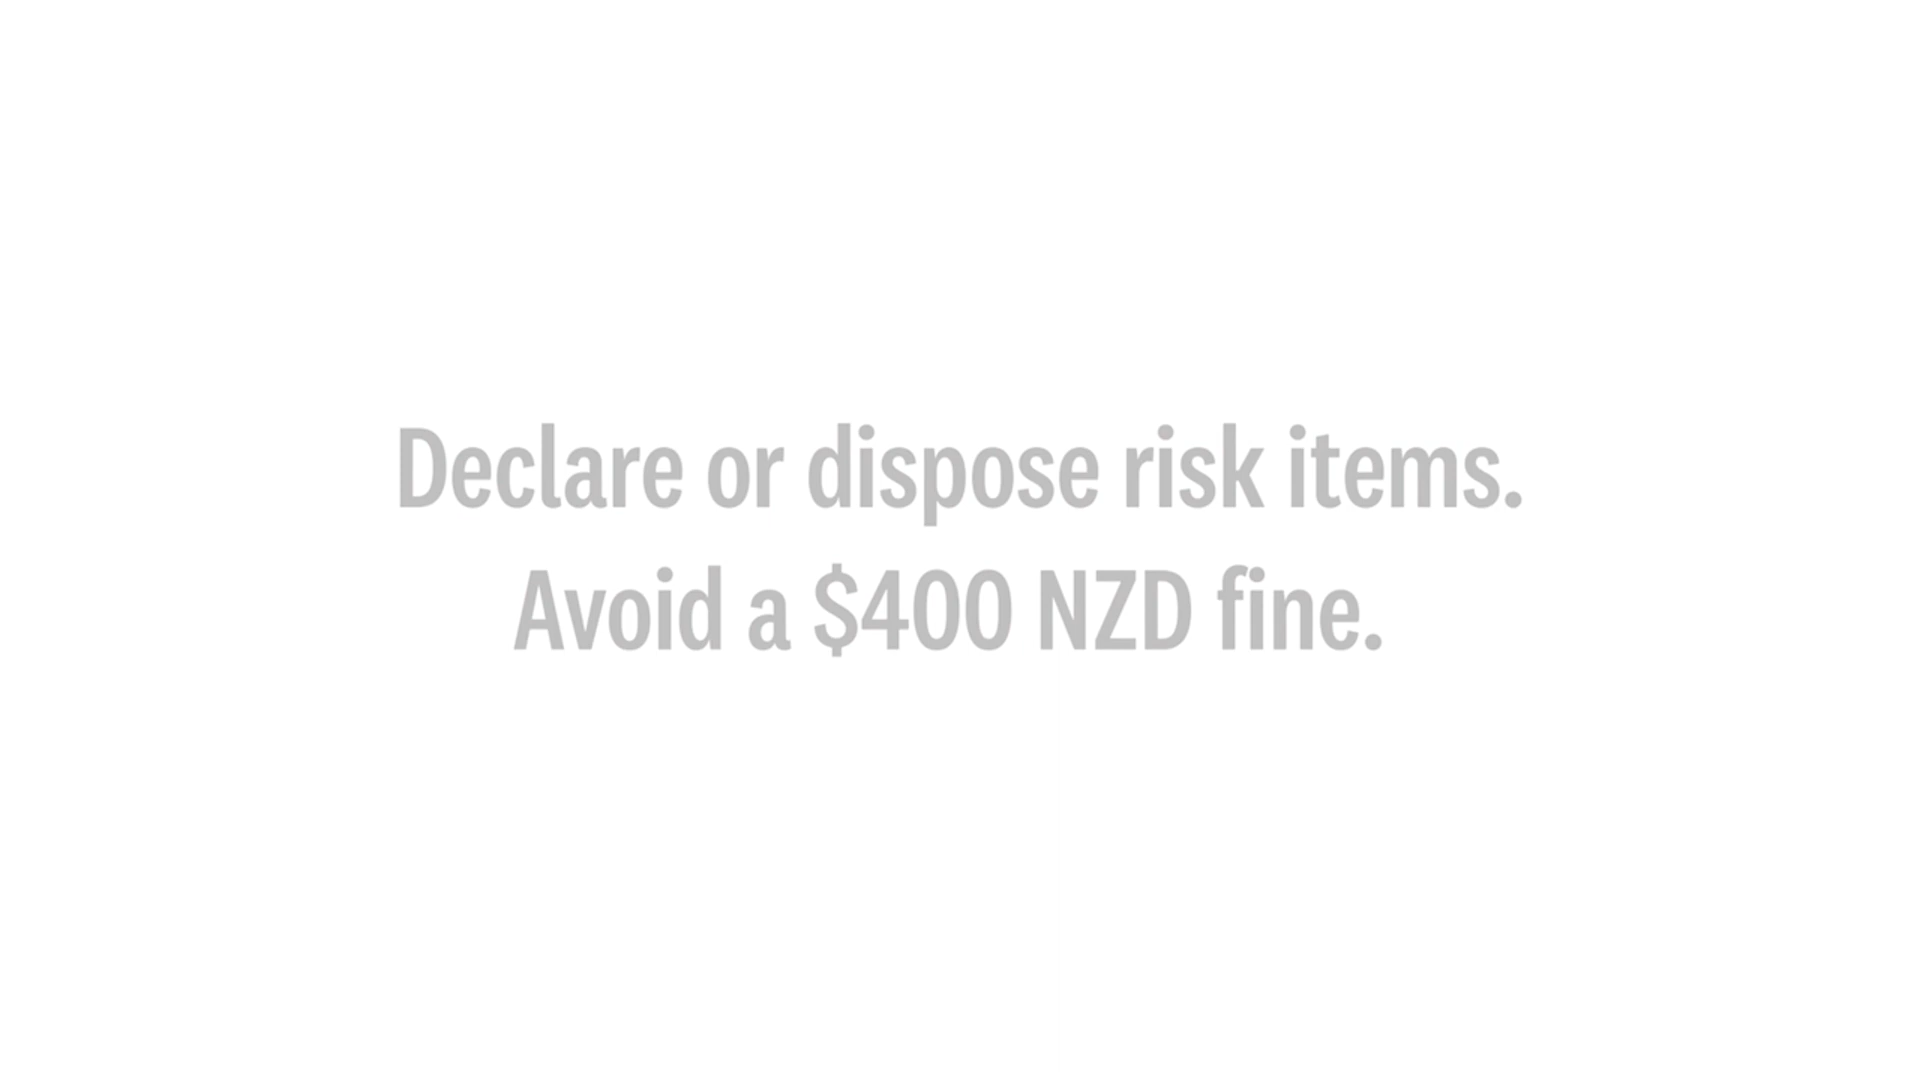 Declare or dispose risk items.
Avoid a $400 NZD fine.